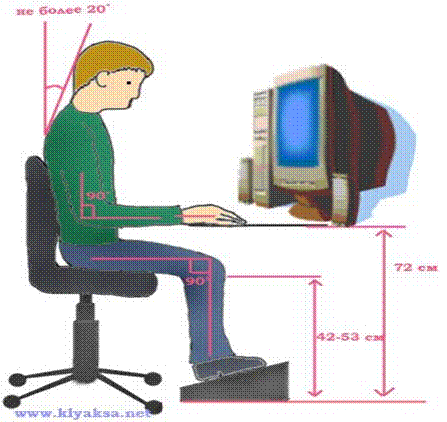 не более 20°
90°
90°
72 см
42-53 см
www.klyaksa.net